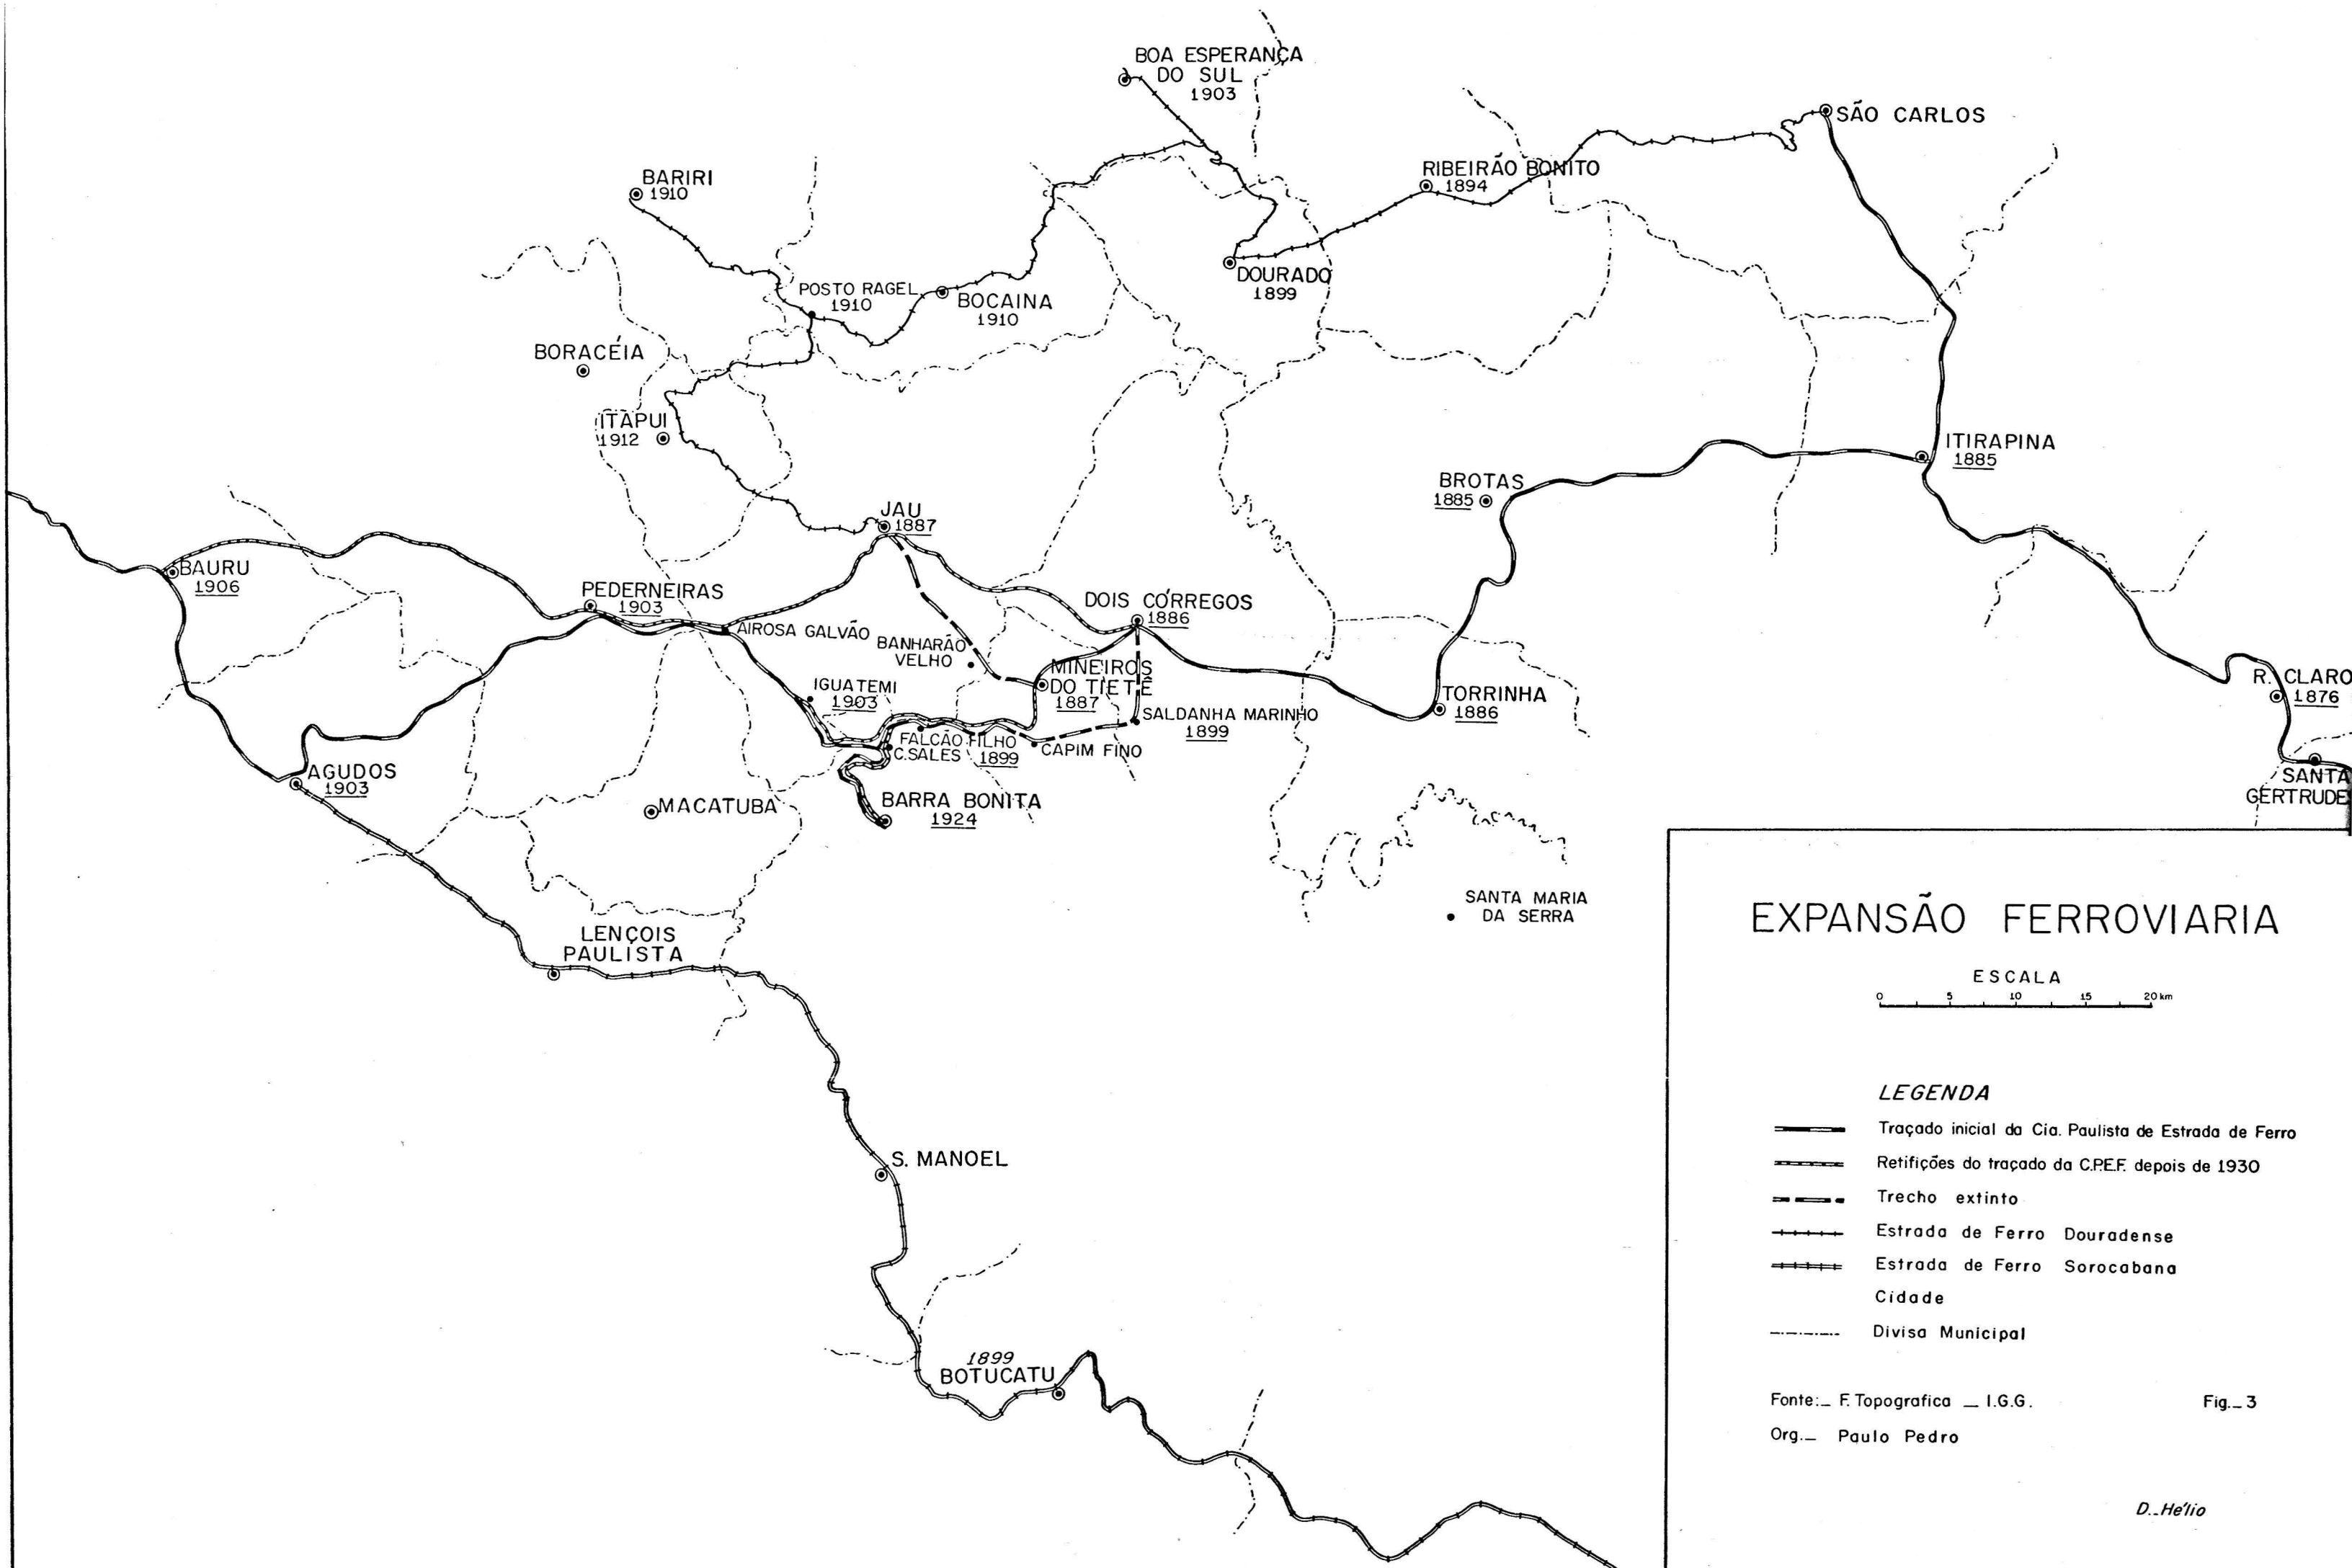 BOA ESPERANÇA
DO SUL
1903
SÃO CARLOS
RIBEIRÃO BONITO
1894
BARIRI
1910
DOURADO
1899
POSTO RAGEL
1910
BOCAINA
1910
BORACÉIA
ITAPUI
1912
ITIRAPINA
1885
BROTAS
1885
JAU
1887
BAURU
1906
PEDERNEIRAS
1903
DOIS CÓRREGOS
1886
AIROSA GALVÃO
BANHARÃO
VELHO
MINEIROS
DO TIETÊ
1887
R. CLARO
1876
IGUATEMI
1903
TORRINHA
1886
SALDANHA MARINHO
1899
FALCÃO FILHO
1899
C.SALES
CAPIM FINO
AGUDOS
1903
SANTA
GERTRUDE
MACATUBA
BARRA BONITA
1924
SANTA MARIA
DA SERRA
LENÇOIS
PAULISTA
S. MANOEL
1899
BOTUCATU
EXPANSÃO FERROVIARIA
ESCALA
0 5 10 15 20 km
LEGENDA
Traçado inicial da Cia. Paulista de Estrada de Ferro
Retifições do traçado da C.P.E.F. depois de 1930
Trecho extinto
Estrada de Ferro Douradense
Estrada de Ferro Sorocabana
Cidade
Divisa Municipal
Fonte:_ F. Topografica _ I.G.G. Fig._3
Org._ Paulo Pedro
D._Hélio